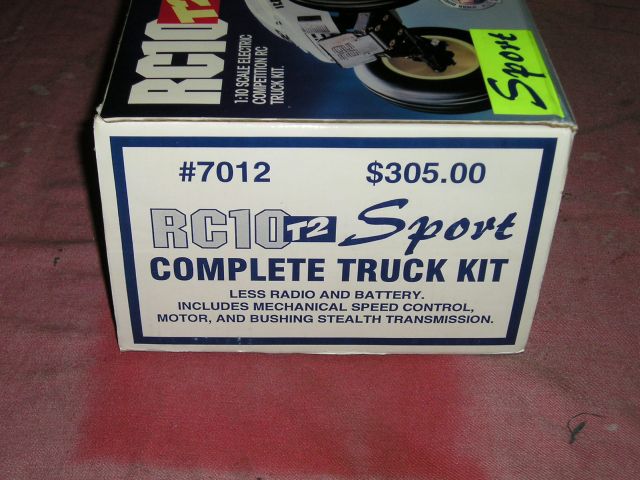 RC10 T2
1:10 SCALE ELECTRIC
COMPETITION RC
TRUCK KIT.
Sport
#7012 $305.00
RC10 T2 Sport
COMPLETE TRUCK KIT
LESS RADIO AND BATTERY.
INCLUDES MECHANICAL SPEED CONTROL,
MOTOR, AND BUSHING STEALTH TRANSMISSION.